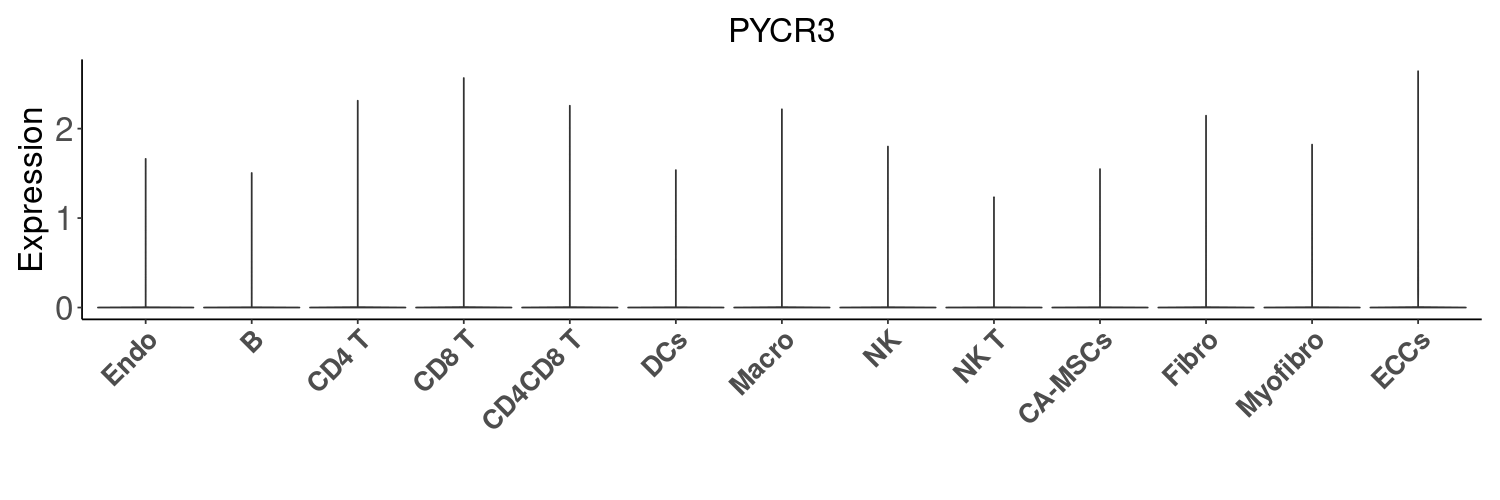 PYCR3
Expression
2
1
0
Endo
B
CD4 T
CD8 T
CD4CD8 T
DCs
Macro
NK
NK T
CA-MSCs
Fibro
Myofibro
ECCs